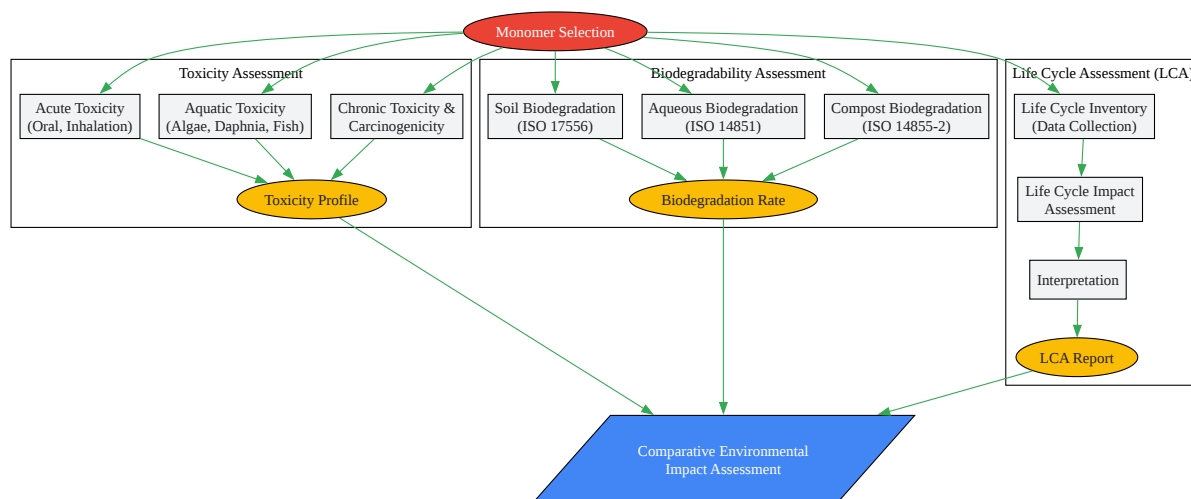 Monomer Selection
Toxicity Assessment
Biodegradability Assessment
Life Cycle Assessment (LCA)
Acute Toxicity
(Oral, Inhalation)
Aquatic Toxicity
(Algae, Daphnia, Fish)
Chronic Toxicity &
Carcinogenicity
Soil Biodegradation
(ISO 17556)
Aqueous Biodegradation
(ISO 14851)
Compost Biodegradation
(ISO 14855-2)
Life Cycle Inventory
(Data Collection)
Toxicity Profile
Biodegradation Rate
Life Cycle Impact
Assessment
Interpretation
LCA Report
Comparative Environmental
Impact Assessment